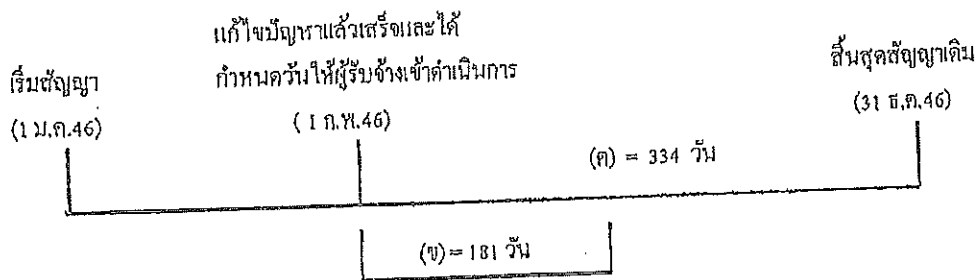 แก้ไขปัญหาแล้วเสร็จและได้
กำหนดวันให้ผู้รับจ้างเข้าดำเนินการ
(1 ก.พ.46)
เริ่มสัญญา
(1 ม.ค.46)
สิ้นสุดสัญญาเดิม
(31 ธ.ค.46)
(ค) = 334 วัน
(ข) = 181 วัน